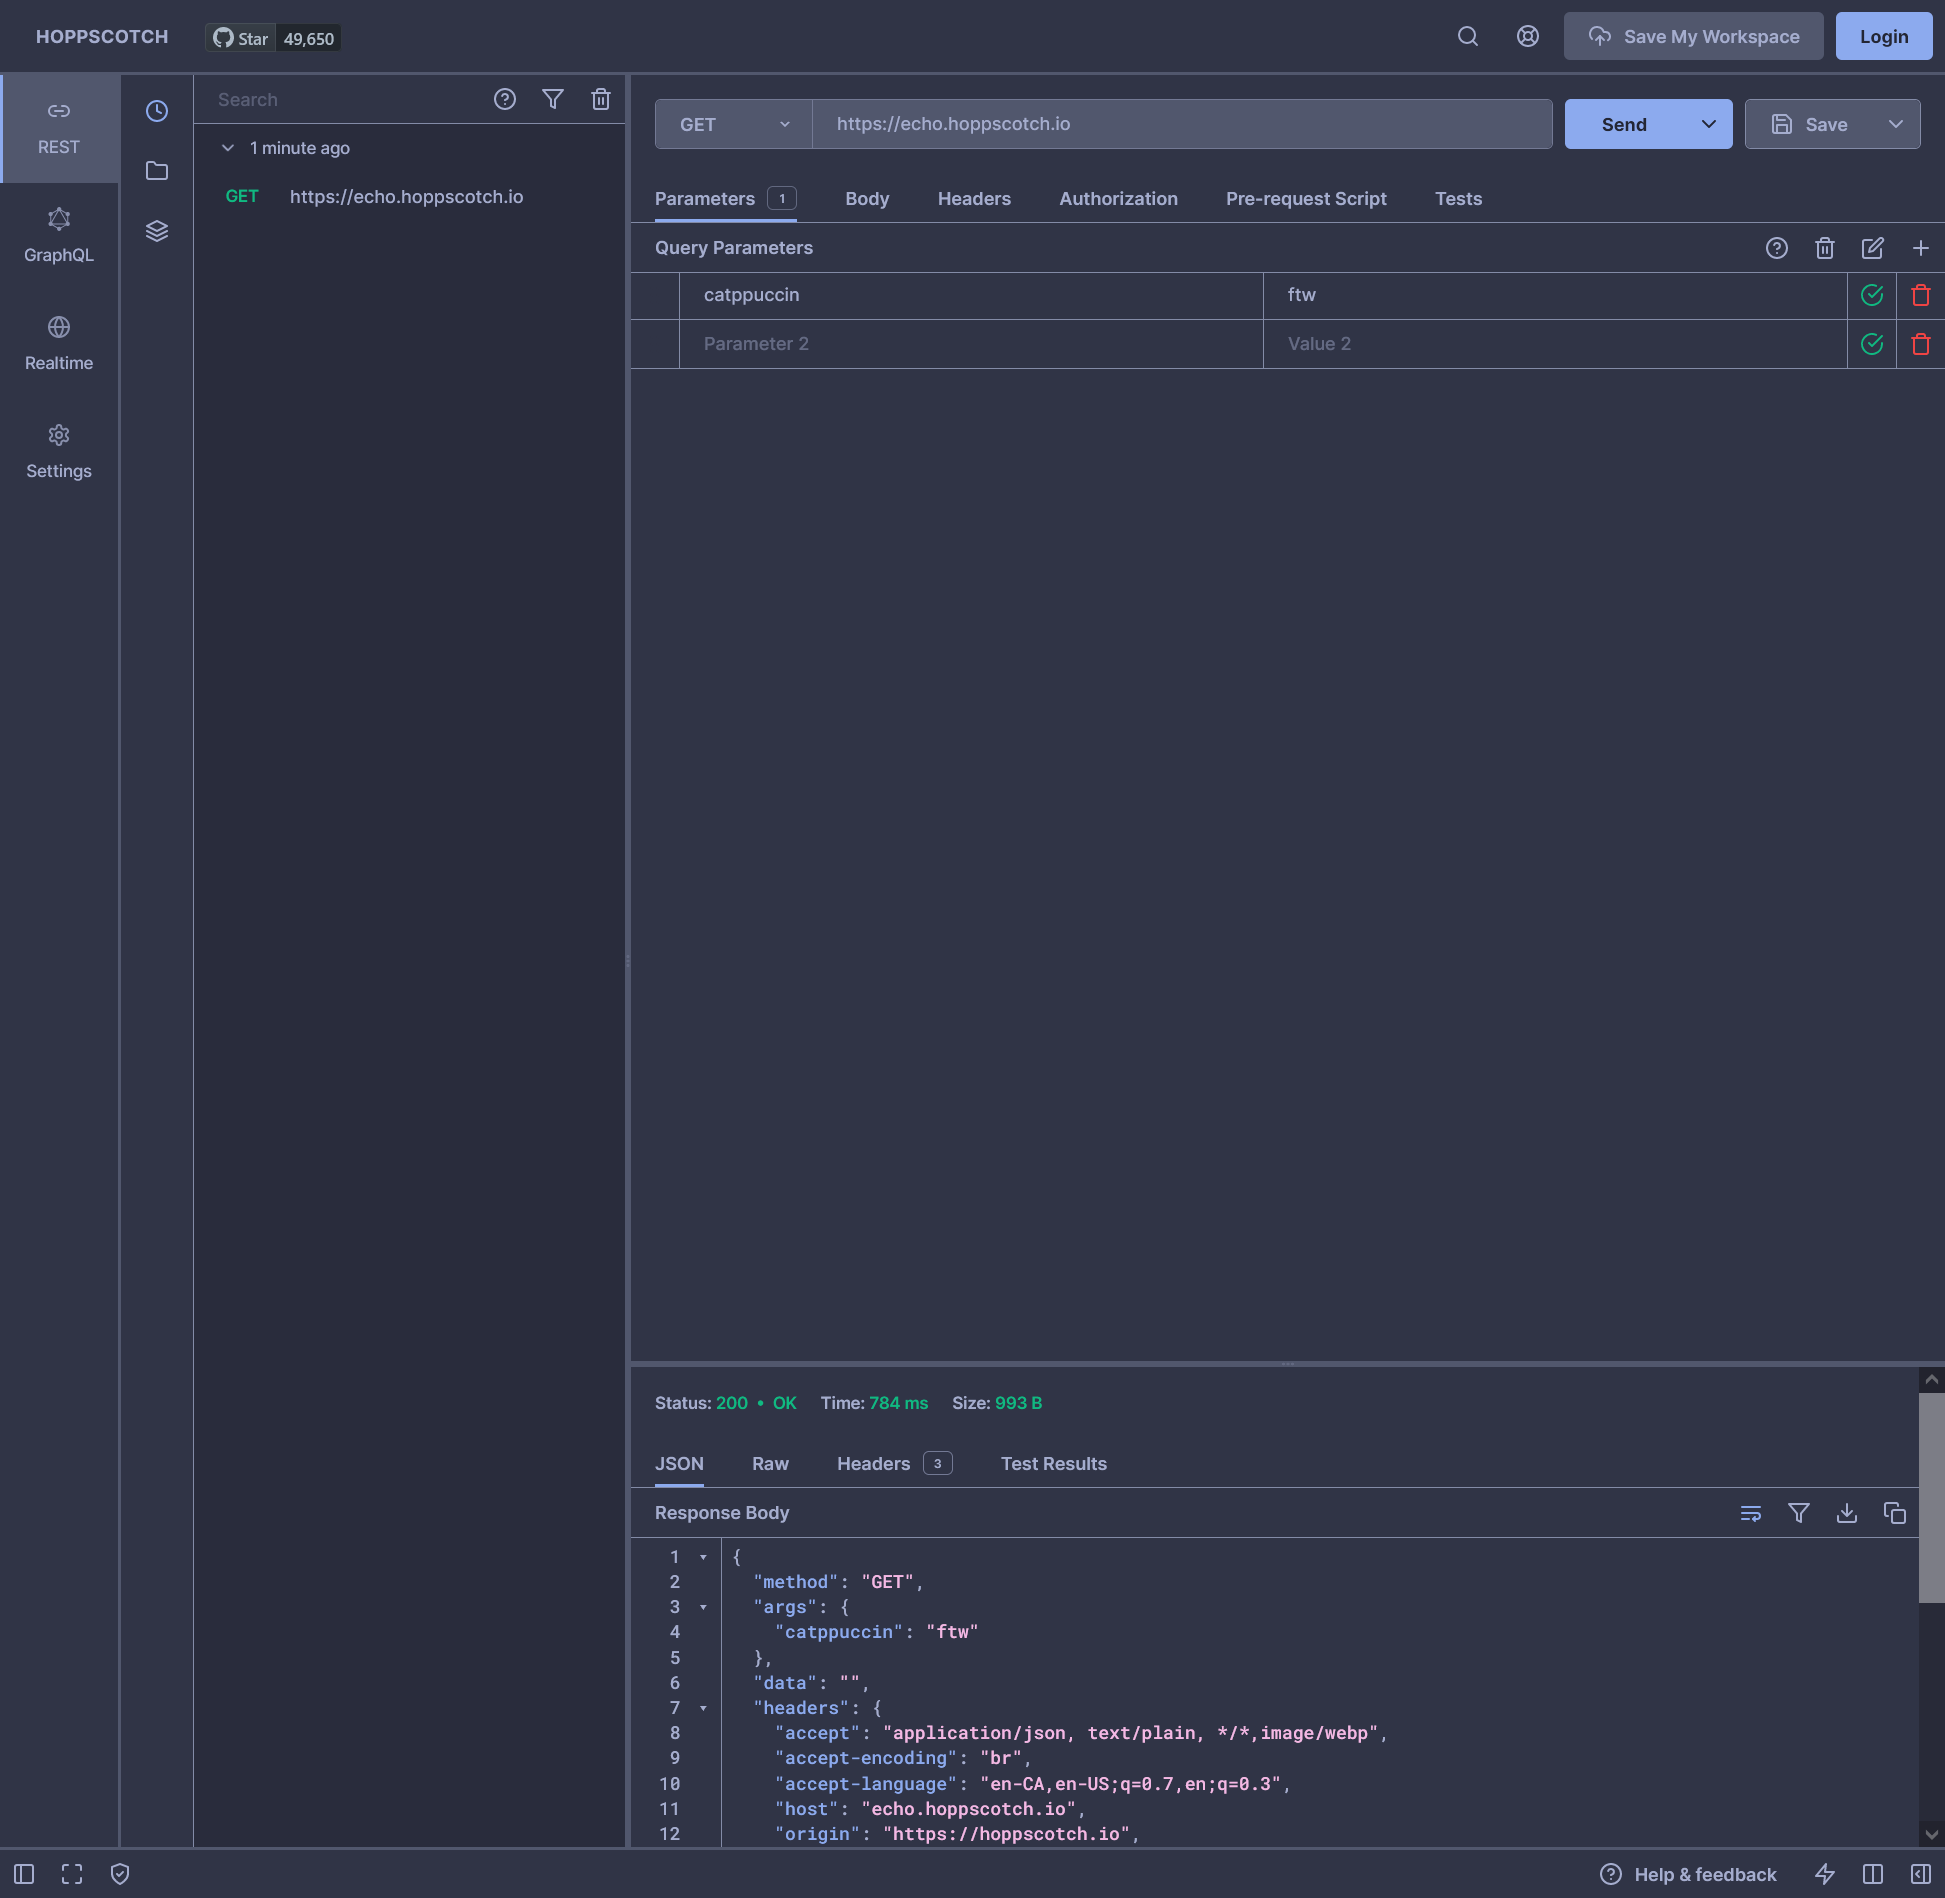 HOPPSCOTCH
Star 49,650
Save My Workspace
Login
REST
GraphQL
Realtime
Settings
Search
1 minute ago
GET https://echo.hoppscotch.io
GET https://echo.hoppscotch.io
Send
Save
Parameters 1 Body Headers Authorization Pre-request Script Tests
Query Parameters
catppuccin ftw
Parameter 2 Value 2
Status: 200 • OK Time: 784 ms Size: 993 B
JSON Raw Headers 3 Test Results
Response Body
1 {
2 "method": "GET",
3 "args": {
4 "catppuccin": "ftw"
5 },
6 "data": "",
7 "headers": {
8 "accept": "application/json, text/plain, */*,image/webp",
9 "accept-encoding": "br",
10 "accept-language": "en-CA,en-US;q=0.7,en;q=0.3",
11 "host": "echo.hoppscotch.io",
12 "origin": "https://hoppscotch.io",
Help & feedback